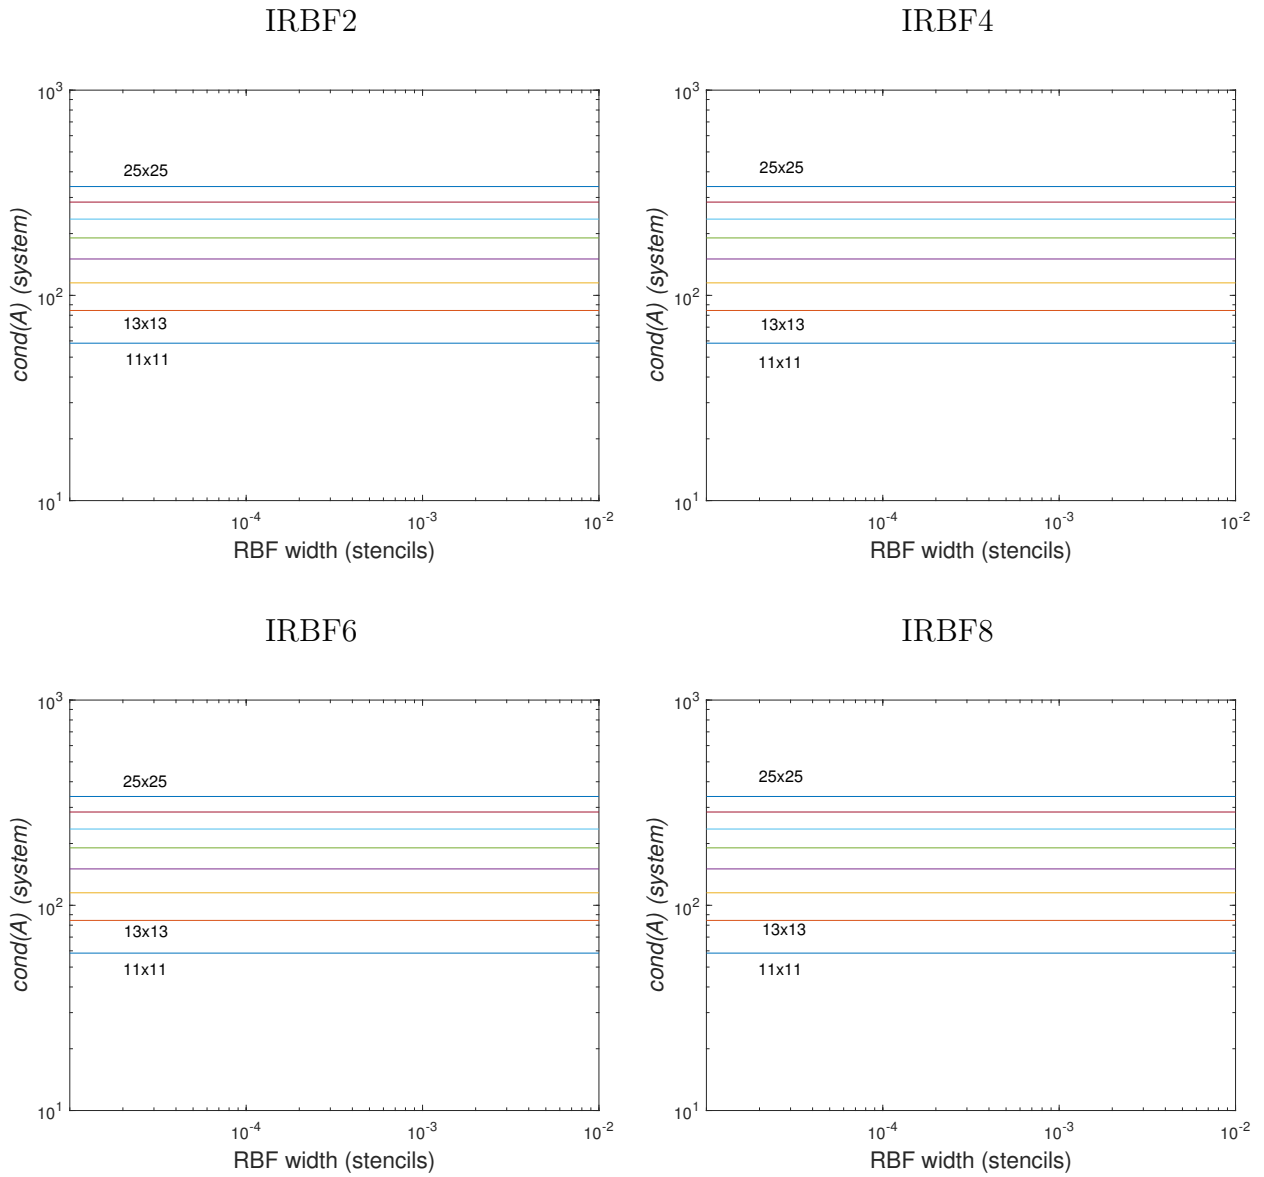 IRBF2
IRBF4
10^3
25x25
10^2
13x13
11x11
10^1
10^-4
10^-3
10^-2
RBF width (stencils)
cond(A) (system)
10^3
25x25
10^2
13x13
11x11
10^1
10^-4
10^-3
10^-2
RBF width (stencils)
cond(A) (system)
IRBF6
IRBF8
10^3
25x25
10^2
13x13
11x11
10^1
10^-4
10^-3
10^-2
RBF width (stencils)
cond(A) (system)
10^3
25x25
10^2
13x13
11x11
10^1
10^-4
10^-3
10^-2
RBF width (stencils)
cond(A) (system)